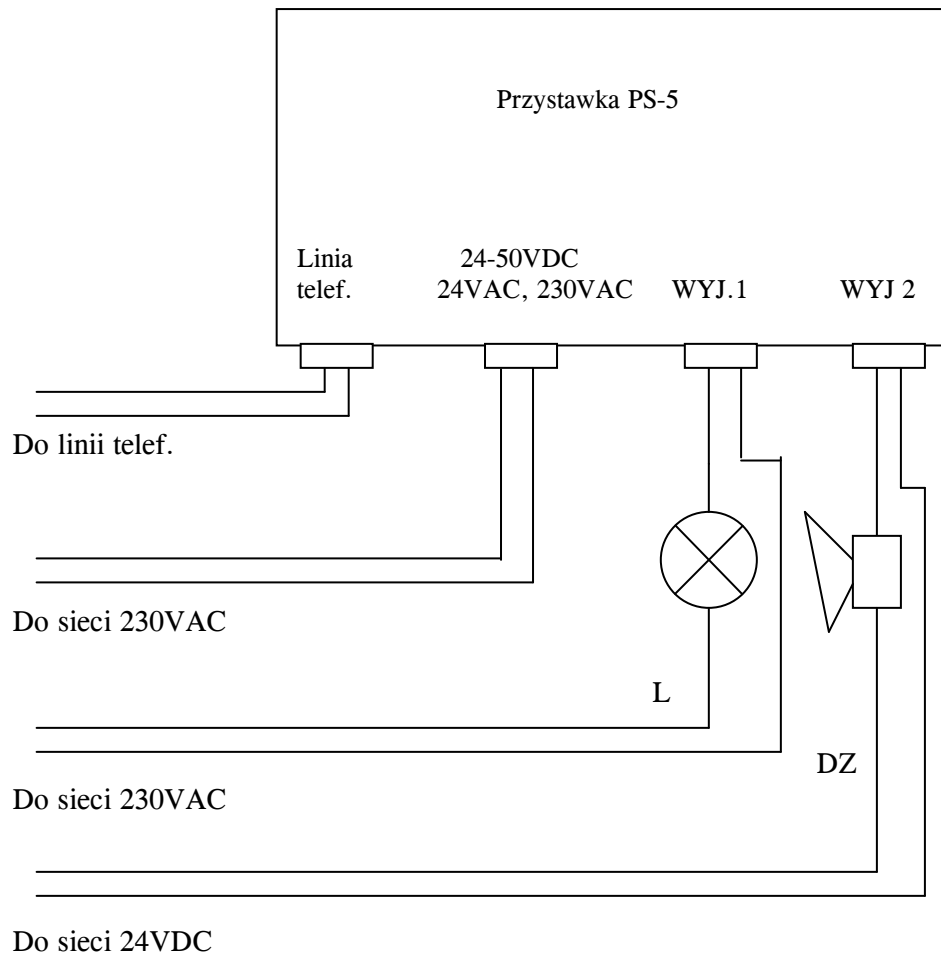 Przystawka PS-5
Linia
telef.
24-50VDC
24VAC, 230VAC
WYJ.1
WYJ 2
Do linii telef.
Do sieci 230VAC
L
DZ
Do sieci 230VAC
Do sieci 24VDC